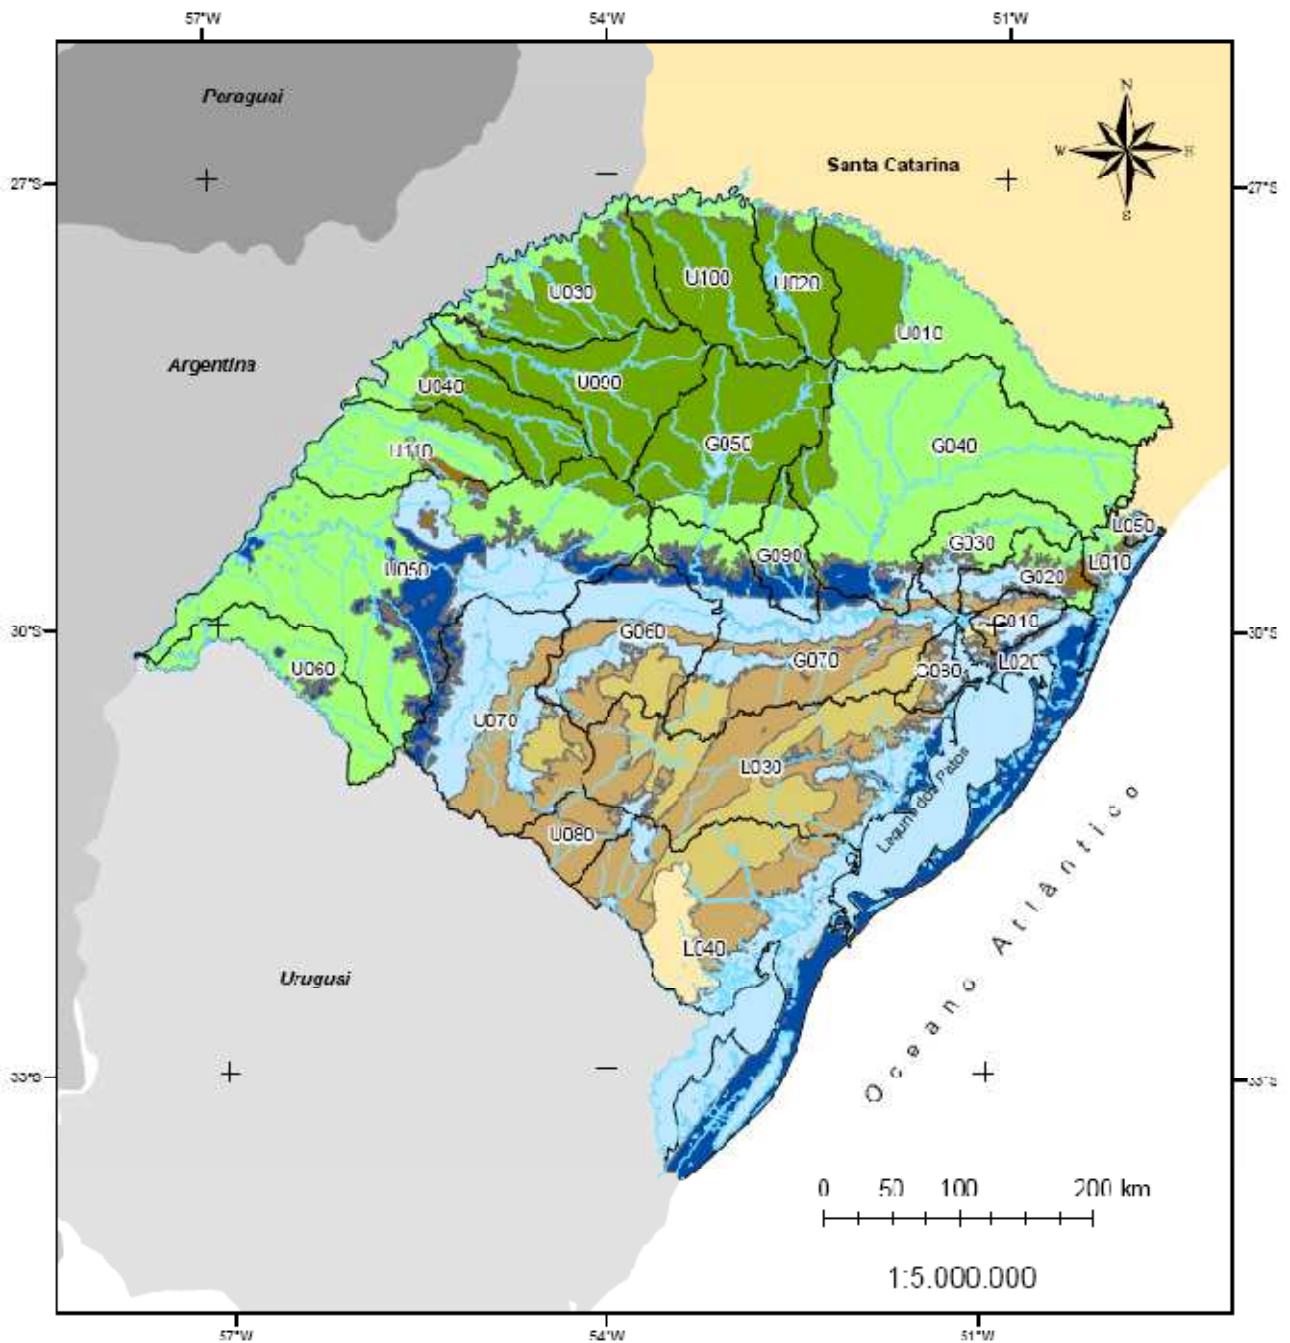 57°W 54°W 51°W
N
Paraguai
W E
Santa Catarina
27°S 27°S
S
U100
U020
U030
U010
Argentina
U090
U040
G050 G040
U110
L050
G030
G090 L010
U050 G020
30°S 30°S
G010
G060
G070 L020
U060 G080
U070
L030
Laguna dos Patos
U080
L040
Oceano Atlântico
Uruguai
33°S 33°S
0 50 100 200 km
1:5.000.000
57°W 54°W 51°W